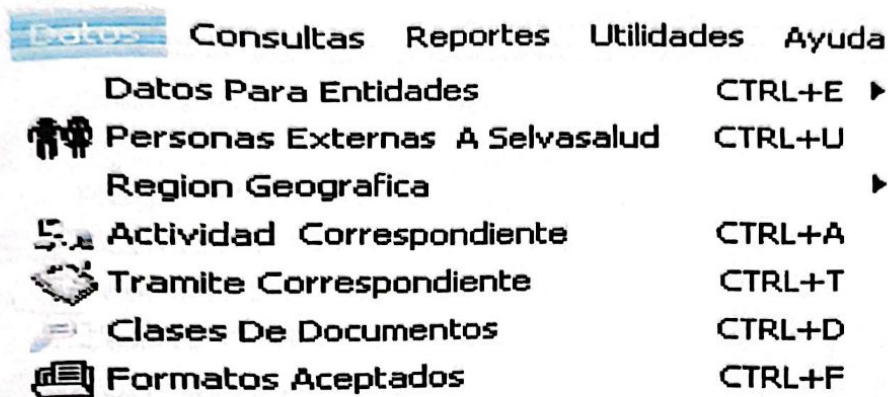 Datos Consultas Reportes Utilidades Ayuda
Datos Para Entidades CTRL+E
Personas Externas A Selvasalud CTRL+U
Region Geografica
Actividad Correspondiente CTRL+A
Tramite Correspondiente CTRL+T
Clases De Documentos CTRL+D
Formatos Aceptados CTRL+F